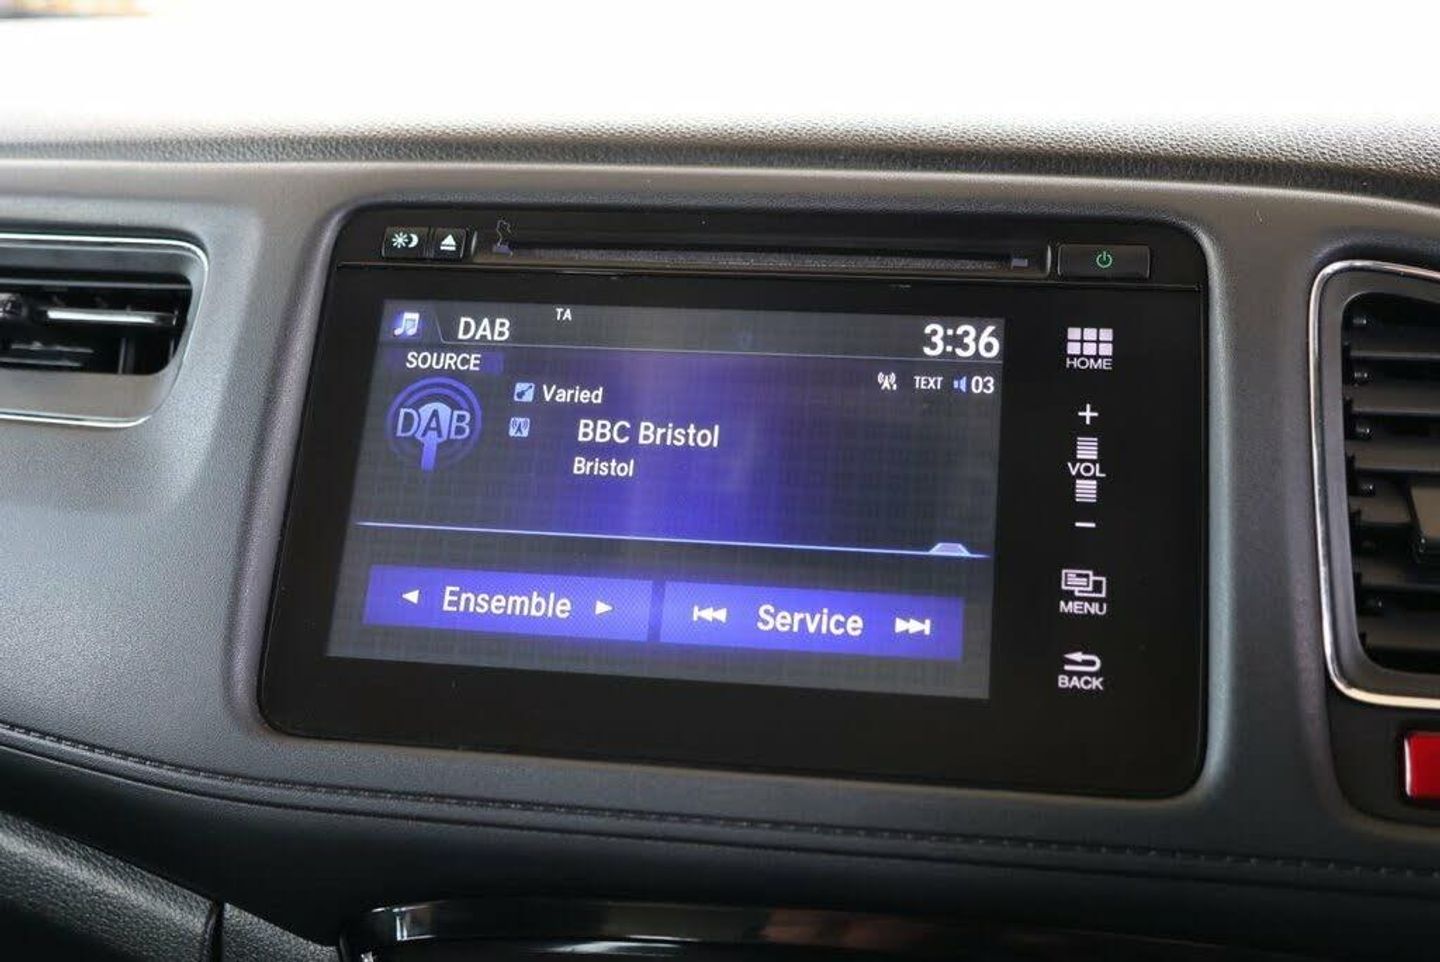 DAB
TA
3:36
SOURCE
DAB
Varied
TEXT 03
BBC Bristol
Bristol
Ensemble
Service
HOME
+
VOL
-
MENU
BACK